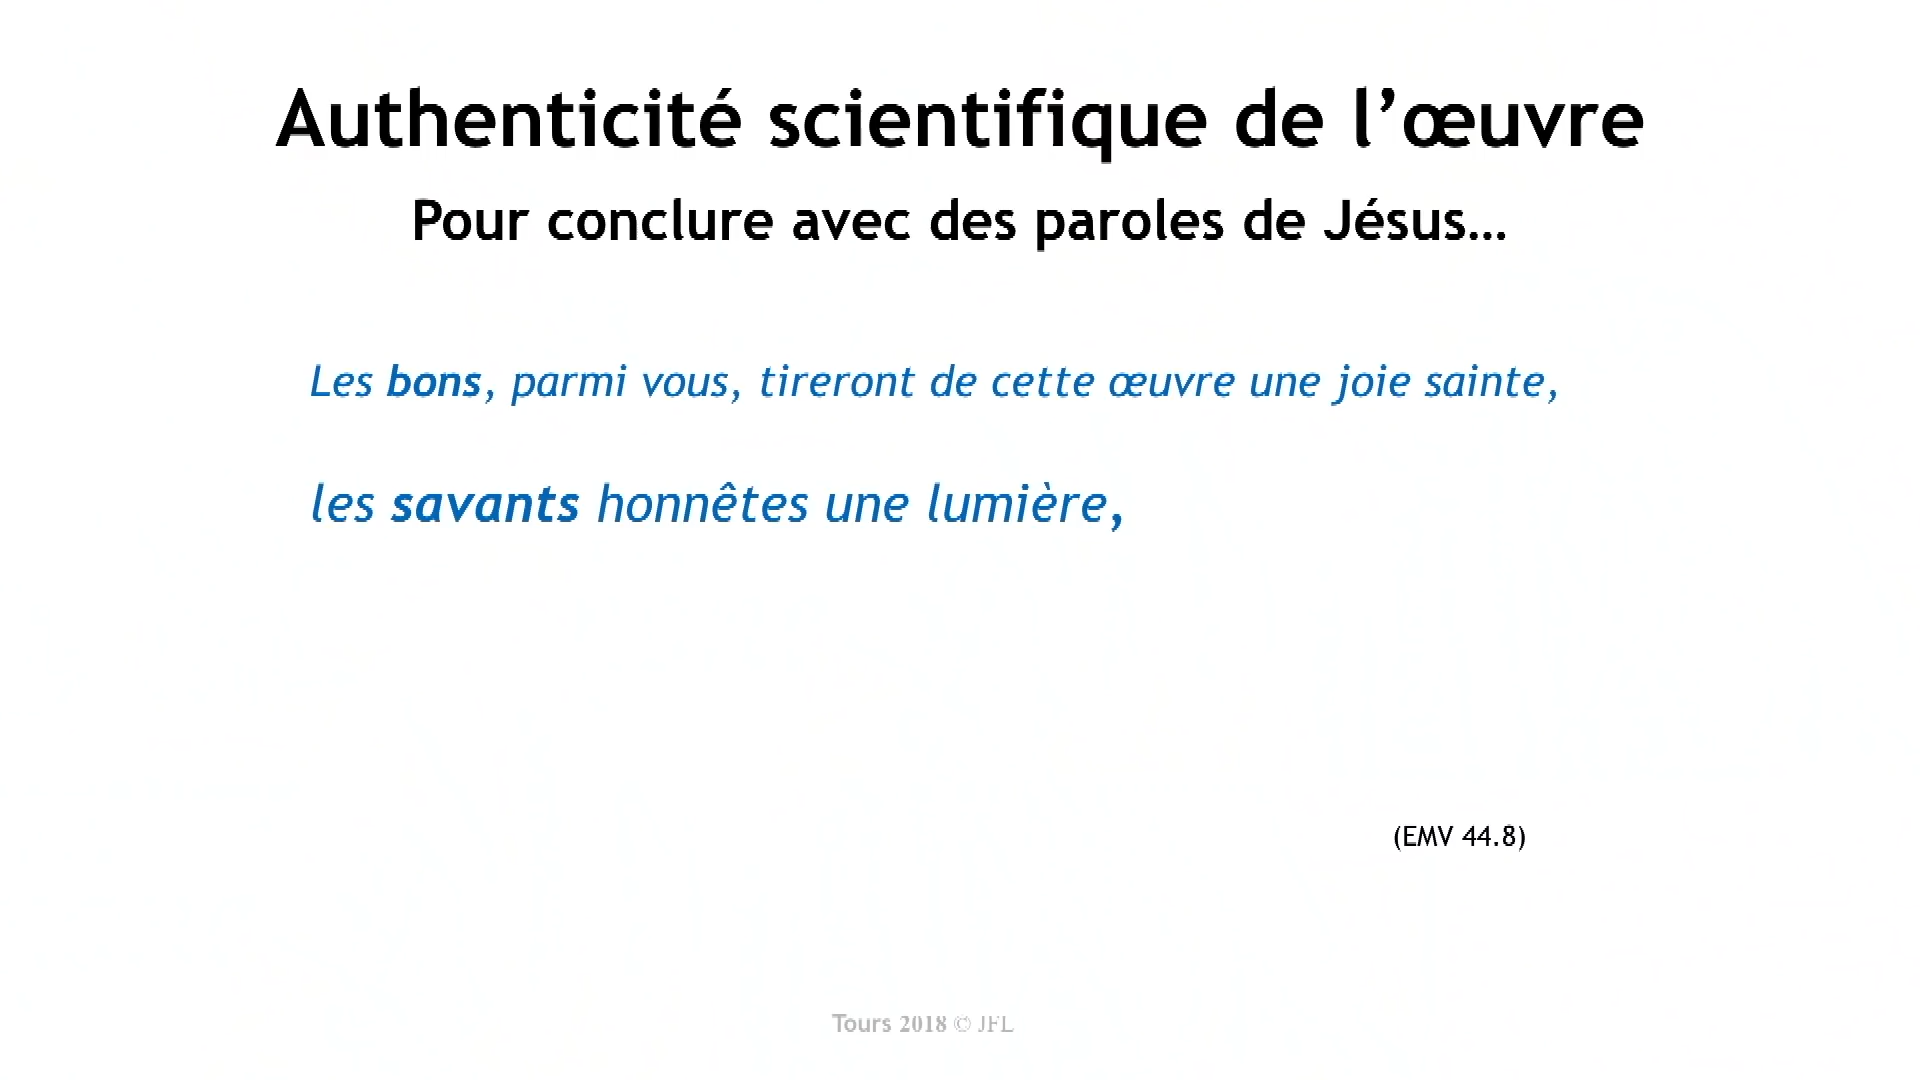 Authenticité scientifique de l’œuvre
Pour conclure avec des paroles de Jésus…
Les bons, parmi vous, tireront de cette œuvre une joie sainte,
les savants honnêtes une lumière,
(EMV 44.8)
Tours 2018 © JFL